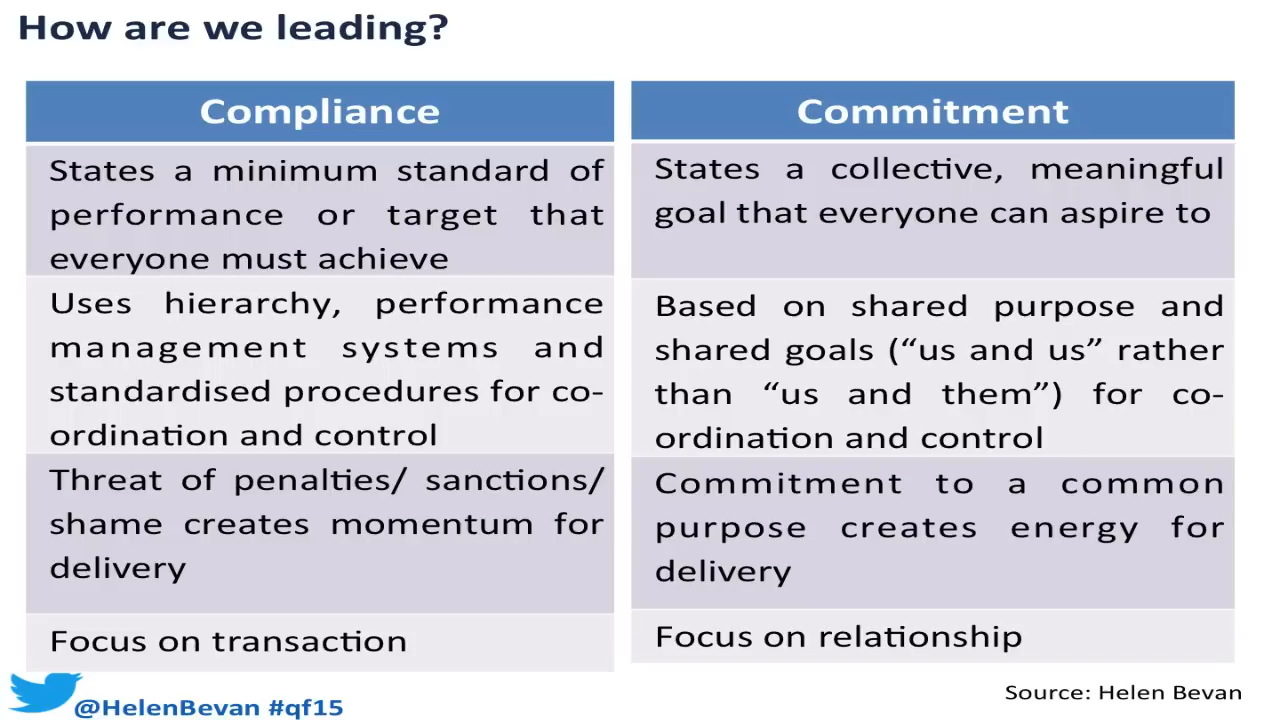 How are we leading?
Compliance
States a minimum standard of
performance or target that
everyone must achieve
Uses hierarchy, performance
management systems and
standardised procedures for co-
ordination and control
Threat of penalties/ sanctions/
shame creates momentum for
delivery
Focus on transaction
Commitment
States a collective, meaningful
goal that everyone can aspire to
Based on shared purpose and
shared goals (“us and us” rather
than “us and them”) for co-
ordination and control
Commitment to a common
purpose creates energy for
delivery
Focus on relationship
@HelenBevan #qf15
Source: Helen Bevan